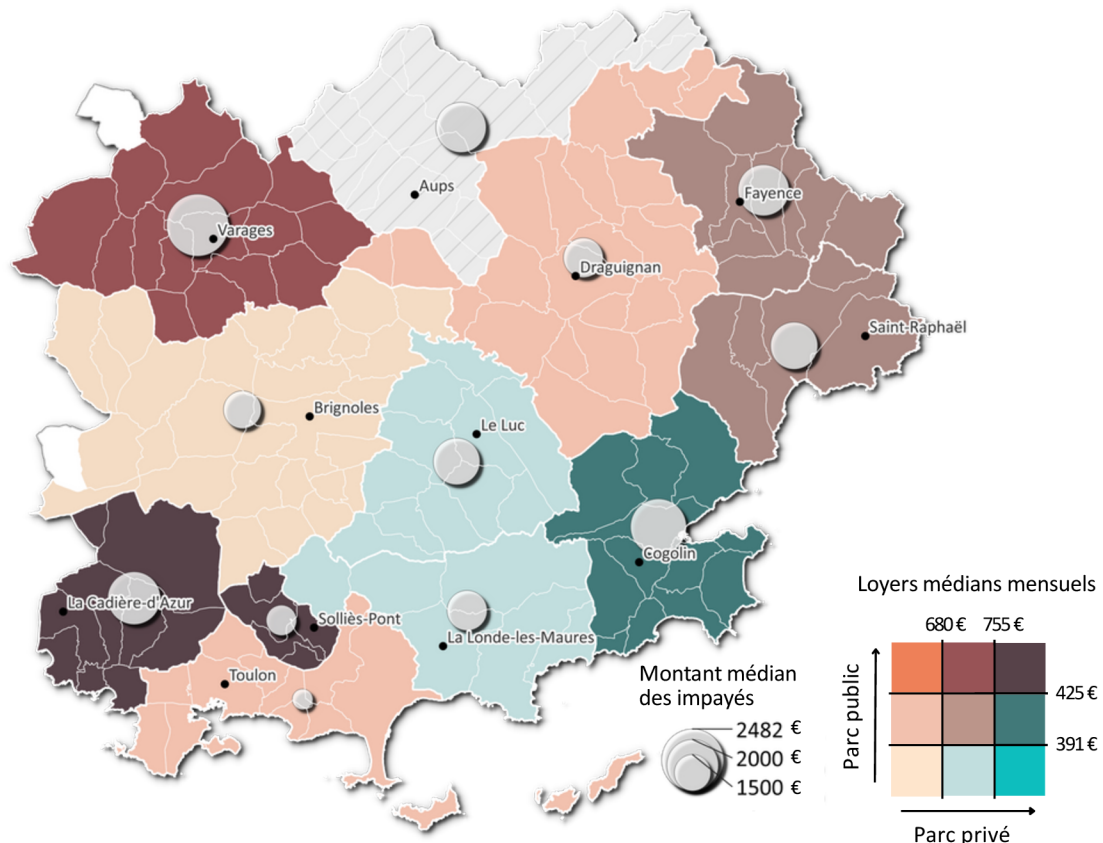 Aups
Fayence
Varages
Draguignan
Saint-Raphaël
Brignoles
Le Luc
Cogolin
La Cadière-d'Azur
Solliès-Pont
La Londe-les-Maures
Toulon
Montant médian
des impayés
2482 €
2000 €
1500 €
Loyers médians mensuels
680 € 755 €
425 €
391 €
Parc public
Parc privé